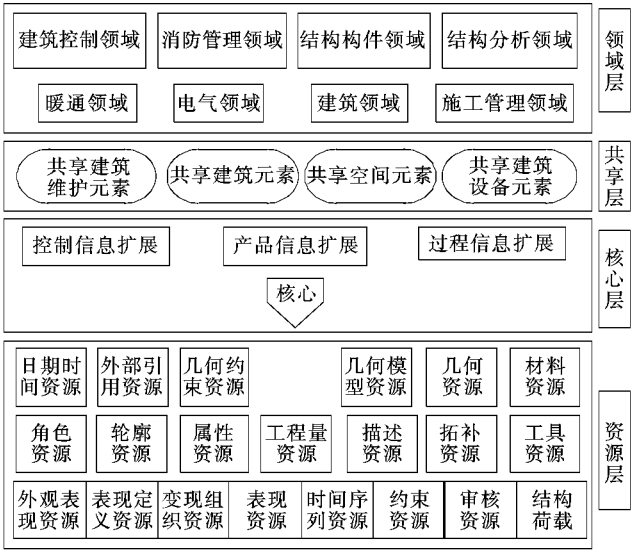 建筑控制领域 消防管理领域 结构构件领域 结构分析领域
暖通领域 电气领域 建筑领域 施工管理领域
领域层
共享建筑
维护元素
共享建筑元素
共享空间元素
共享建筑
设备元素
共享层
控制信息扩展 产品信息扩展 过程信息扩展
核心
核心层
日期时
间资源
外部引
用资源
几何约
束资源
几何模
型资源
几何
资源
材料
资源
角色
资源
轮廓
资源
属性
资源
工程量
资源
描述
资源
拓补
资源
工具
资源
外观表
现资源
表现定
义资源
变现组
织资源
表现
资源
时间序
列资源
约束
资源
审核
资源
结构
荷载
资源层